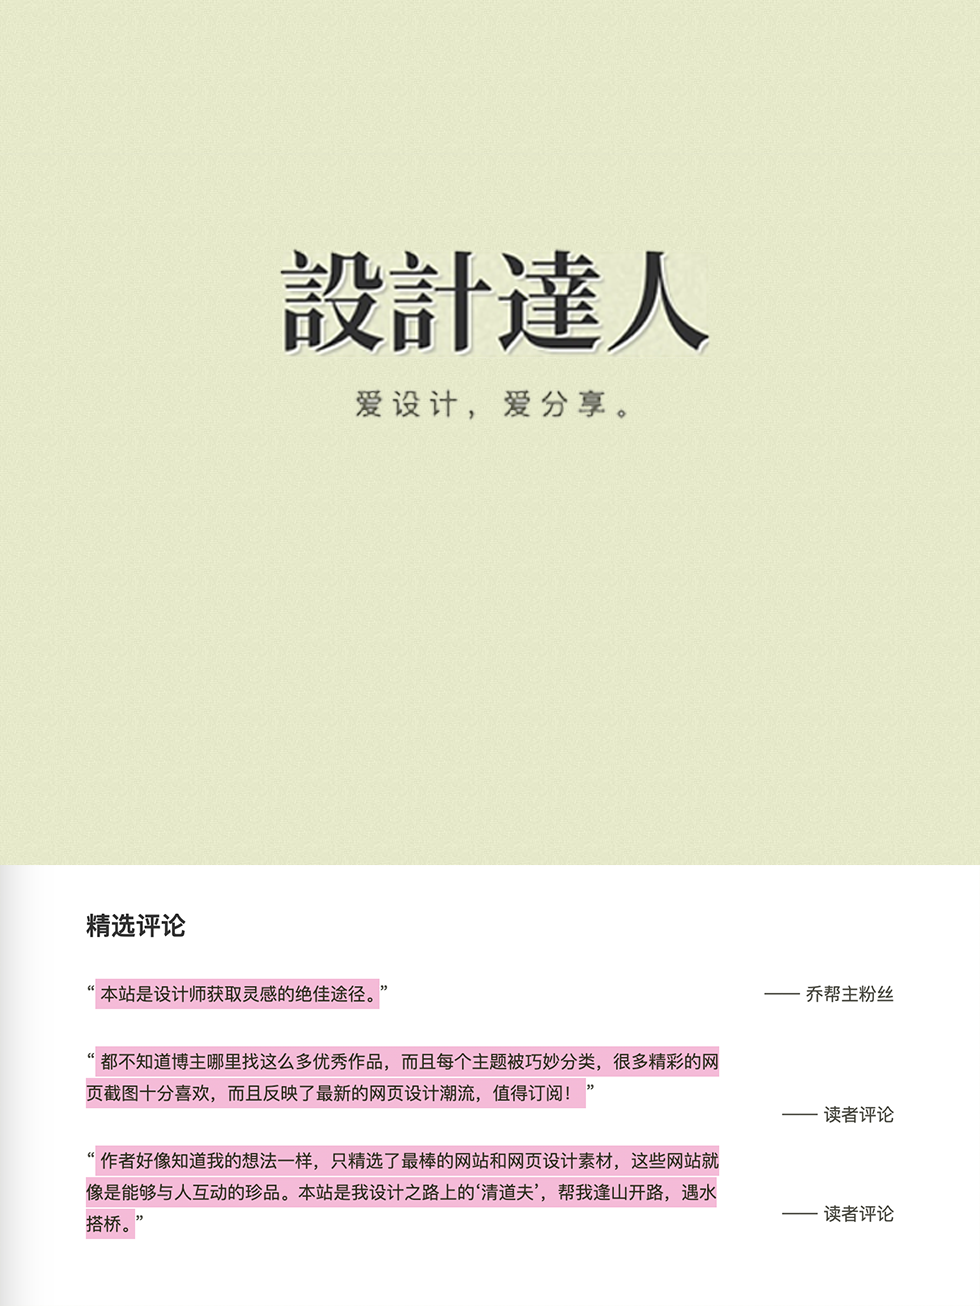 設計達人
爱设计，爱分享。
精选评论
“ 本站是设计师获取灵感的绝佳途径。”
—— 乔帮主粉丝
“ 都不知道博主哪里找这么多优秀作品，而且每个主题被巧妙分类，很多精彩的网
页截图十分喜欢，而且反映了最新的网页设计潮流，值得订阅！ ”
—— 读者评论
“ 作者好像知道我的想法一样，只精选了最棒的网站和网页设计素材，这些网站就
像是能够与人互动的珍品。本站是我设计之路上的‘清道夫’，帮我逢山开路，遇水
搭桥。”
—— 读者评论